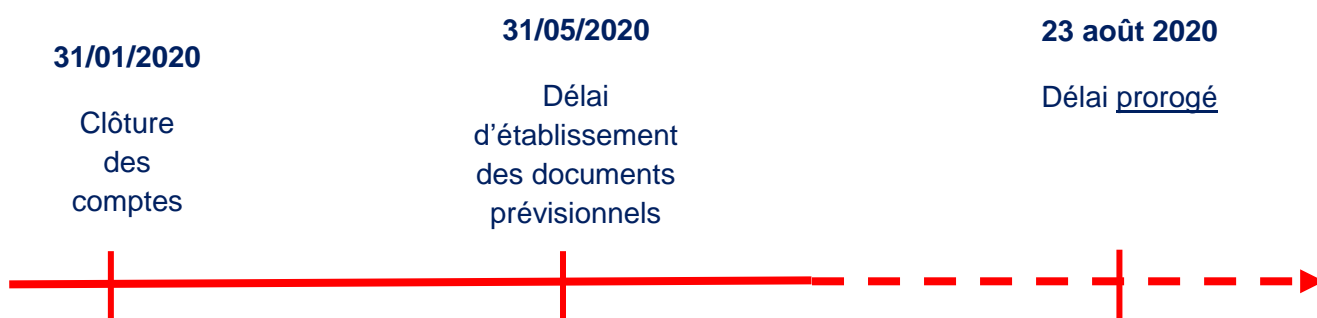 31/01/2020
Clôture
des
comptes
31/05/2020
Délai
d’établissement
des documents
prévisionnels
23 août 2020
Délai prorogé